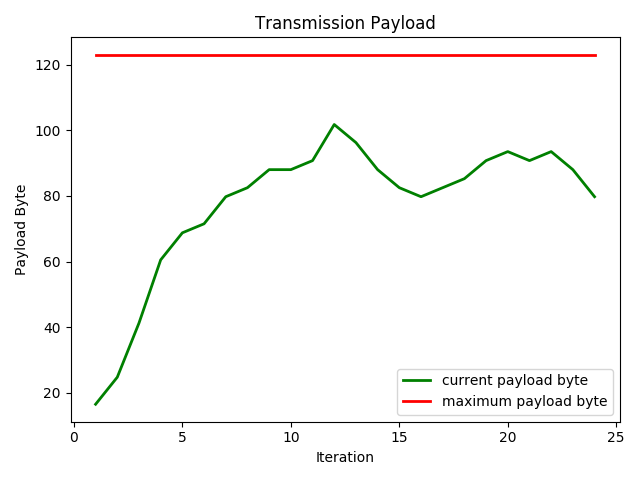 Transmission Payload
120
100
80
60
40
20
Payload Byte
0
5
10
15
20
25
Iteration
current payload byte
maximum payload byte